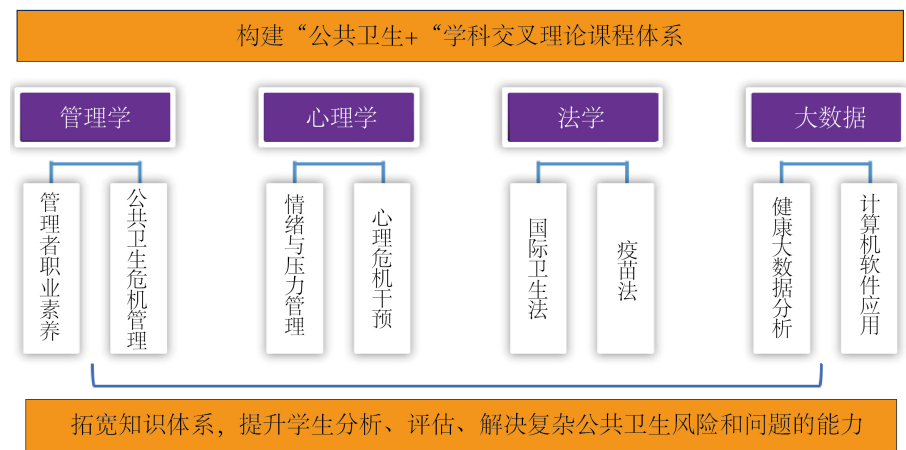 构建“公共卫生+“学科交叉理论课程体系
管理学
心理学
法学
大数据
管理者职业素养
公共卫生危机管理
情绪与压力管理
心理危机干预
国际卫生法
疫苗法
健康大数据分析
计算机软件应用
拓宽知识体系，提升学生分析、评估、解决复杂公共卫生风险和问题的能力